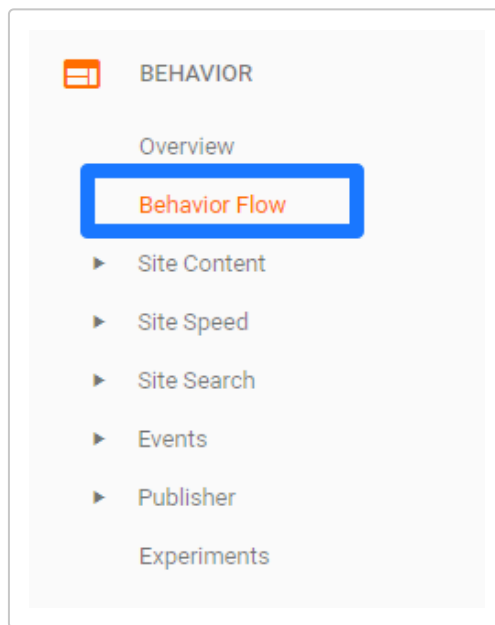 BEHAVIOR
Overview
Behavior Flow
Site Content
Site Speed
Site Search
Events
Publisher
Experiments